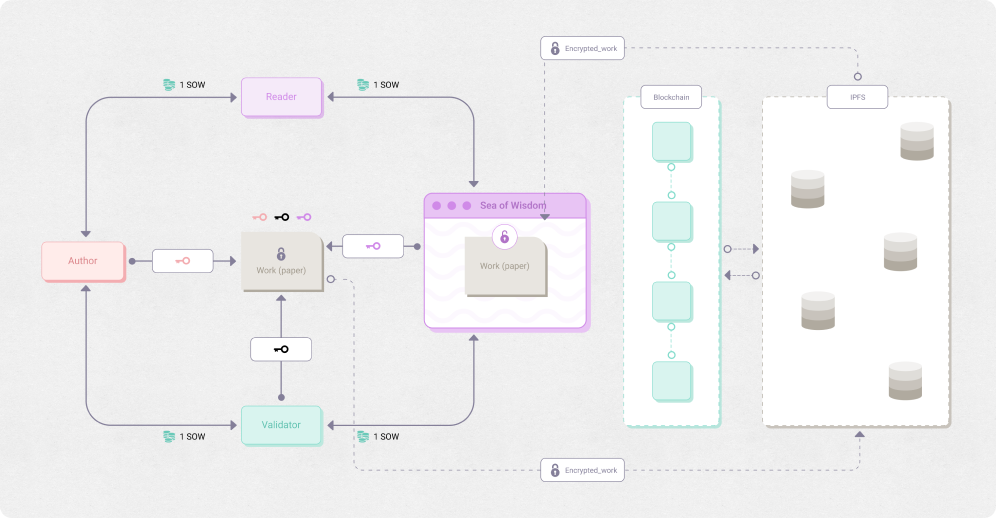 Encrypted_work
1 SOW
1 SOW
Reader
Blockchain
IPFS
Sea of Wisdom
Author
Work (paper)
Work (paper)
Validator
1 SOW
1 SOW
Encrypted_work